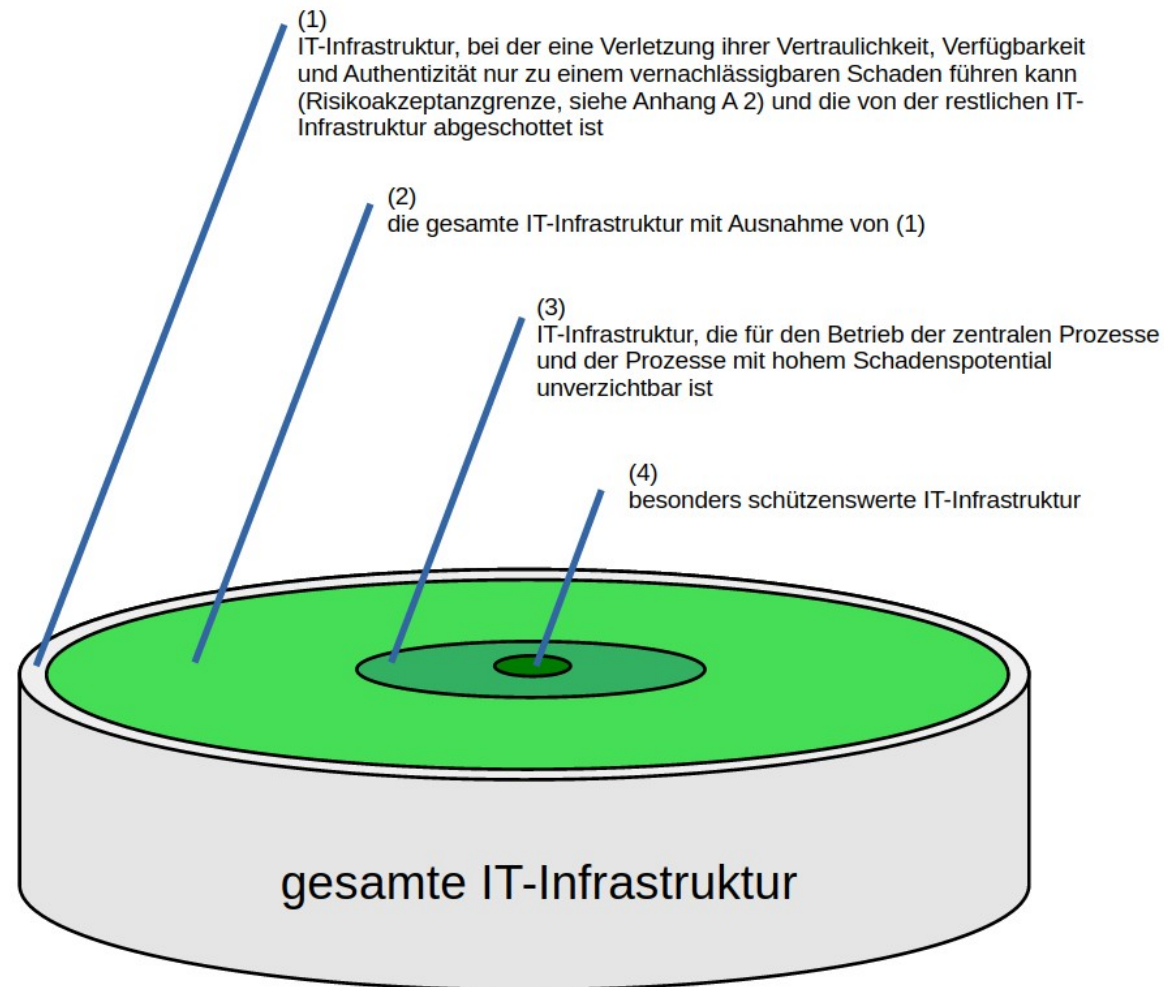 (1)
IT-Infrastruktur, bei der eine Verletzung ihrer Vertraulichkeit, Verfügbarkeit
und Authentizität nur zu einem vernachlässigbaren Schaden führen kann
(Risikoakzeptanzgrenze, siehe Anhang A 2) und die von der restlichen IT-
Infrastruktur abgeschottet ist
(2)
die gesamte IT-Infrastruktur mit Ausnahme von (1)
(3)
IT-Infrastruktur, die für den Betrieb der zentralen Prozesse
und der Prozesse mit hohem Schadenspotential
unverzichtbar ist
(4)
besonders schützenswerte IT-Infrastruktur
gesamte IT-Infrastruktur